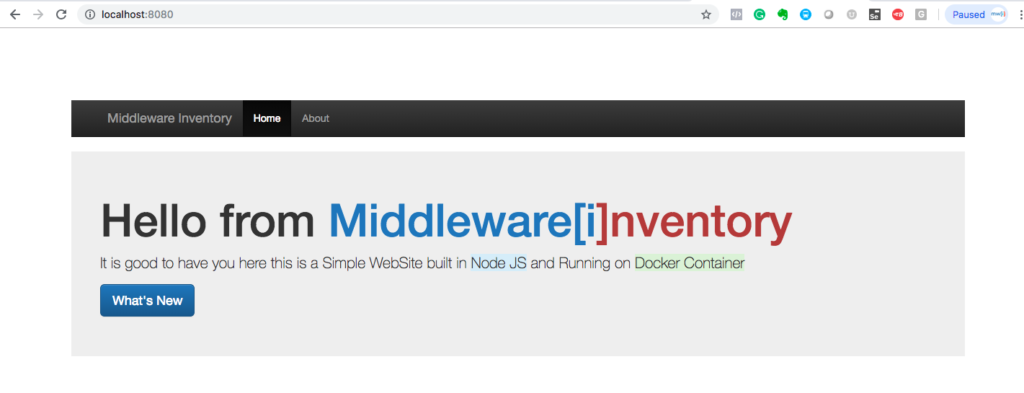 localhost:8080
Paused
Middleware Inventory Home About
Hello from Middleware[i]nventory
It is good to have you here this is a Simple WebSite built in Node JS and Running on Docker Container
What's New